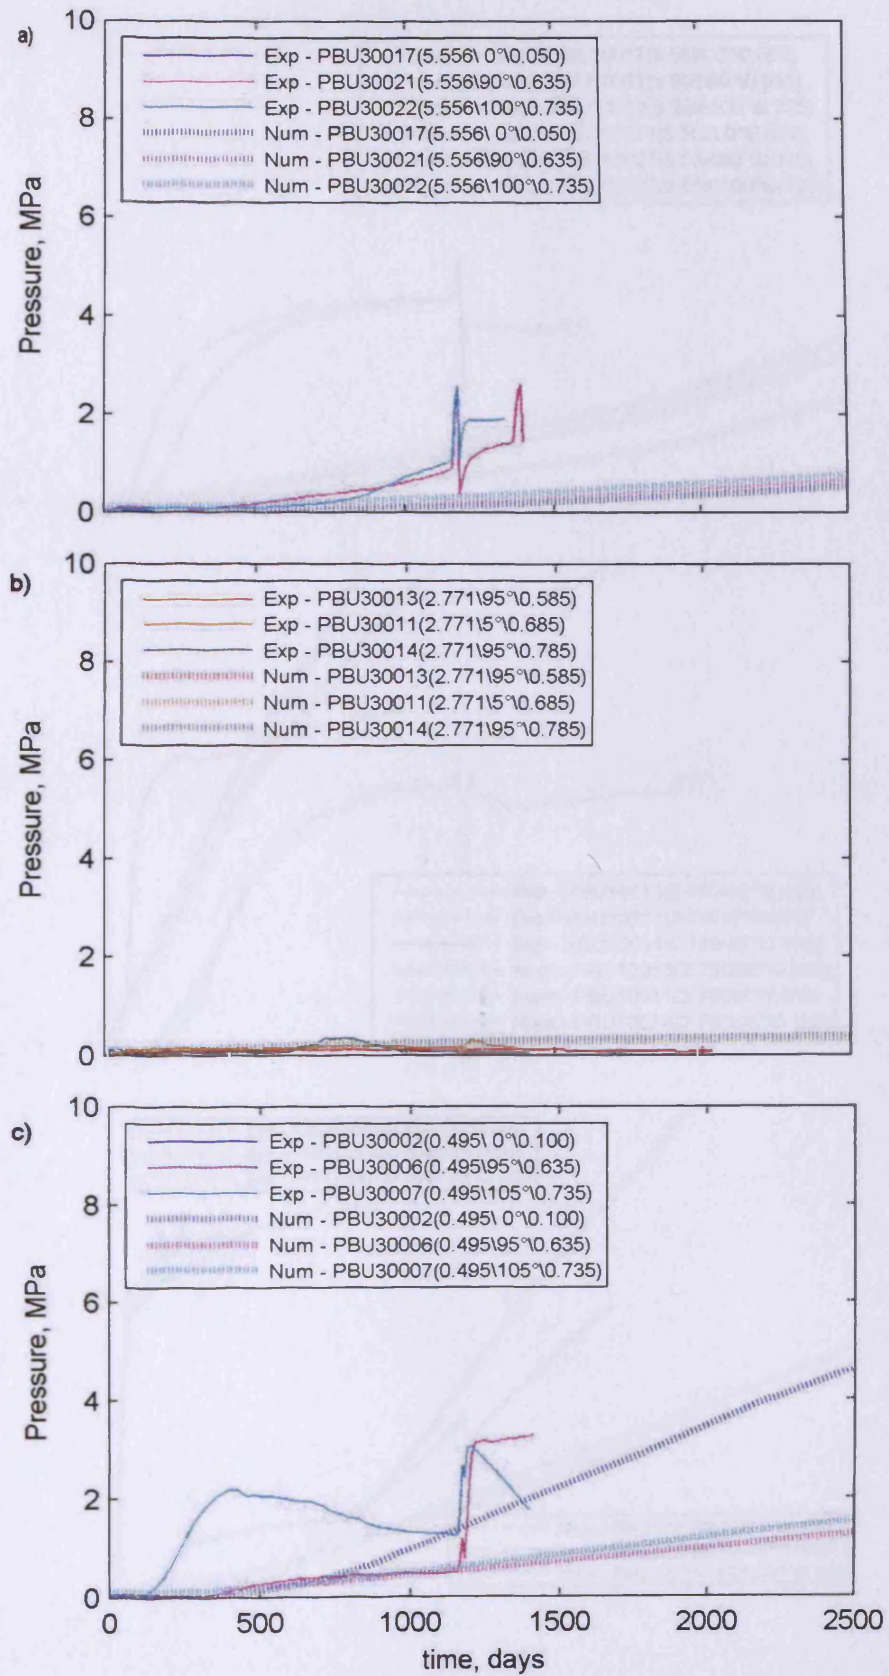 a)
10
8
6
4
2
0
Pressure, MPa
Exp - PBU30017(5.556\ 0°\0.050)
Exp - PBU30021(5.556\90°\0.635)
Exp - PBU30022(5.556\100°\0.735)
Num - PBU30017(5.556\ 0°\0.050)
Num - PBU30021(5.556\90°\0.635)
Num - PBU30022(5.556\100°\0.735)
b)
10
8
6
4
2
0
Pressure, MPa
Exp - PBU30013(2.771\95°\0.585)
Exp - PBU30011(2.771\5°\0.685)
Exp - PBU30014(2.771\95°\0.785)
Num - PBU30013(2.771\95°\0.585)
Num - PBU30011(2.771\5°\0.685)
Num - PBU30014(2.771\95°\0.785)
c)
10
8
6
4
2
0
Pressure, MPa
Exp - PBU30002(0.495\ 0°\0.100)
Exp - PBU30006(0.495\95°\0.635)
Exp - PBU30007(0.495\105°\0.735)
Num - PBU30002(0.495\ 0°\0.100)
Num - PBU30006(0.495\95°\0.635)
Num - PBU30007(0.495\105°\0.735)
0 500 1000 1500 2000 2500
time, days